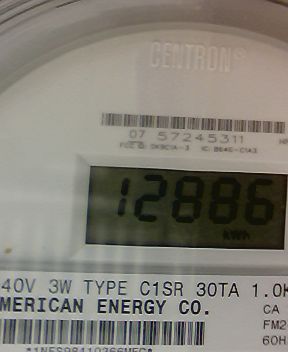 CENTRON®
07 57245311
12886
kWh
40V 3W TYPE C1SR 30TA 1.0K
MERICAN ENERGY CO.
CA
FM2
60H